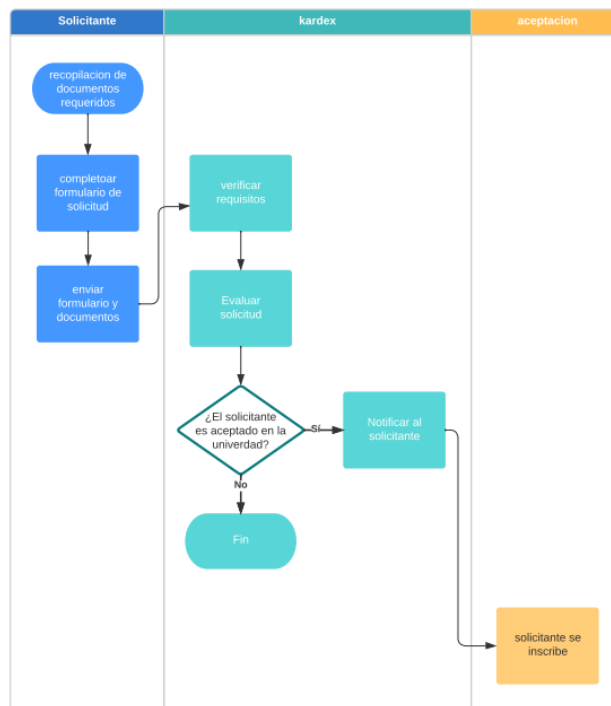 Solicitante
kardex
aceptacion
recopilacion de
documentos
requeridos
completoar
formulario de
solicitud
verificar
requisitos
enviar
formulario y
documentos
Evaluar
solicitud
¿El solicitante
es aceptado en la
univerdad?
Sí
Notificar al
solicitante
No
Fin
solicitante se
inscribe